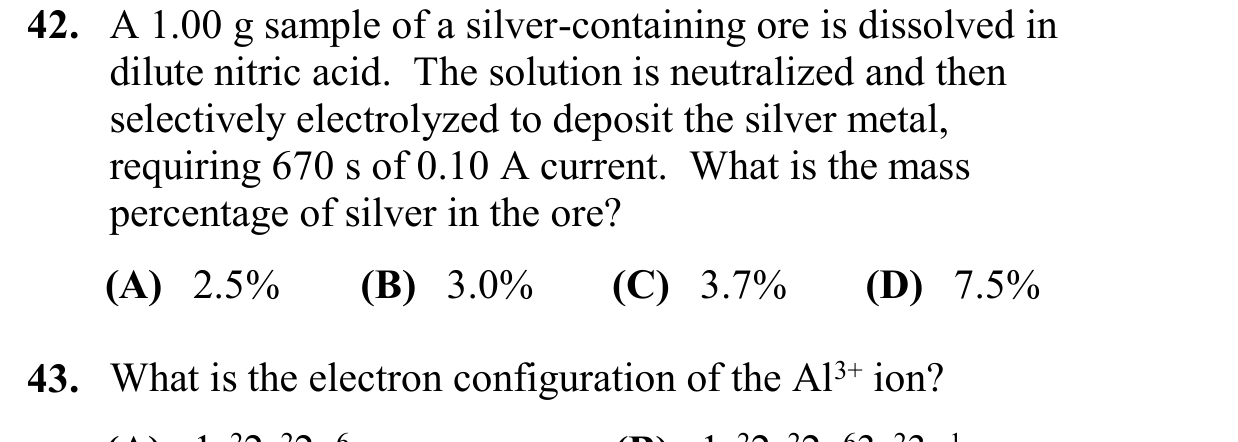 42. A 1.00 g sample of a silver-containing ore is dissolved in
dilute nitric acid. The solution is neutralized and then
selectively electrolyzed to deposit the silver metal,
requiring 670 s of 0.10 A current. What is the mass
percentage of silver in the ore?
(A) 2.5% (B) 3.0% (C) 3.7% (D) 7.5%
43. What is the electron configuration of the Al³⁺ ion?